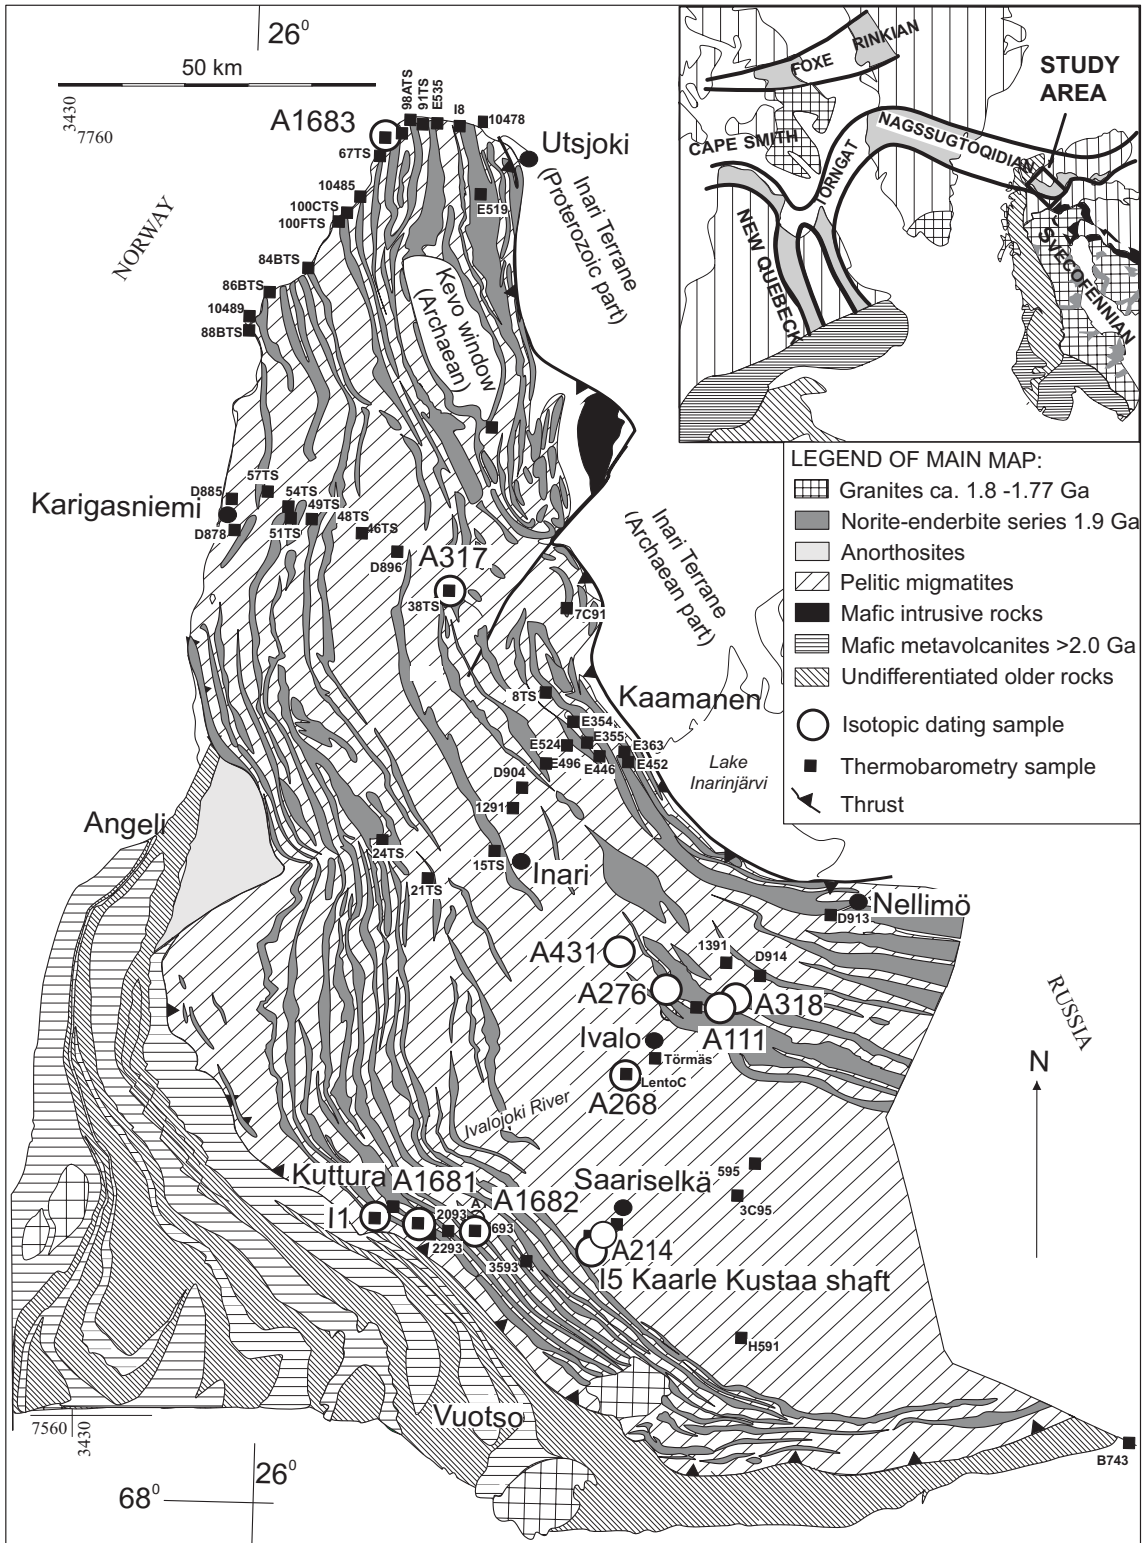 26⁰
50 km
3430
7760
A1683
98ATS
91TS
E535
I8
10478
67TS
Utsjoki
10485
100CTS
100FTS
E519
Inari Terrane
(Proterozoic part)
NORWAY
84BTS
86BTS
10489
88BTS
Kevo window
(Archaean)
FOXE
RINKIAN
STUDY
AREA
CAPE SMITH
NAGSSUGTOQIDIAN
TORNGAT
NEW QUEBECK
SVECOFENNIAN
LEGEND OF MAIN MAP:
Granites ca. 1.8 -1.77 Ga
Norite-enderbite series 1.9 Ga
Anorthosites
Pelitic migmatites
Mafic intrusive rocks
Mafic metavolcanites >2.0 Ga
Undifferentiated older rocks
Isotopic dating sample
Thermobarometry sample
Thrust
57TS
D885
54TS
49TS
Karigasniemi
48TS
46TS
D878
51TS
D896
A317
38TS
Inari Terrane
(Archaean part)
7C91
8TS
Kaamanen
E354
E355
E363
E524
E496
E446
E452
Lake
Inarinjärvi
D904
1291
Angeli
24TS
15TS
Inari
21TS
Nellimö
D913
A431
1391
D914
A276
A318
A111
RUSSIA
Ivalo
Törmäs
LentoC
A268
N
Ivalojoki River
Kuttura
A1681
A1682
Saariselkä
595
3C95
I1
2093
693
2293
3593
A214
I5 Kaarle Kustaa shaft
H591
Vuotso
7560
3430
B743
26⁰
68⁰